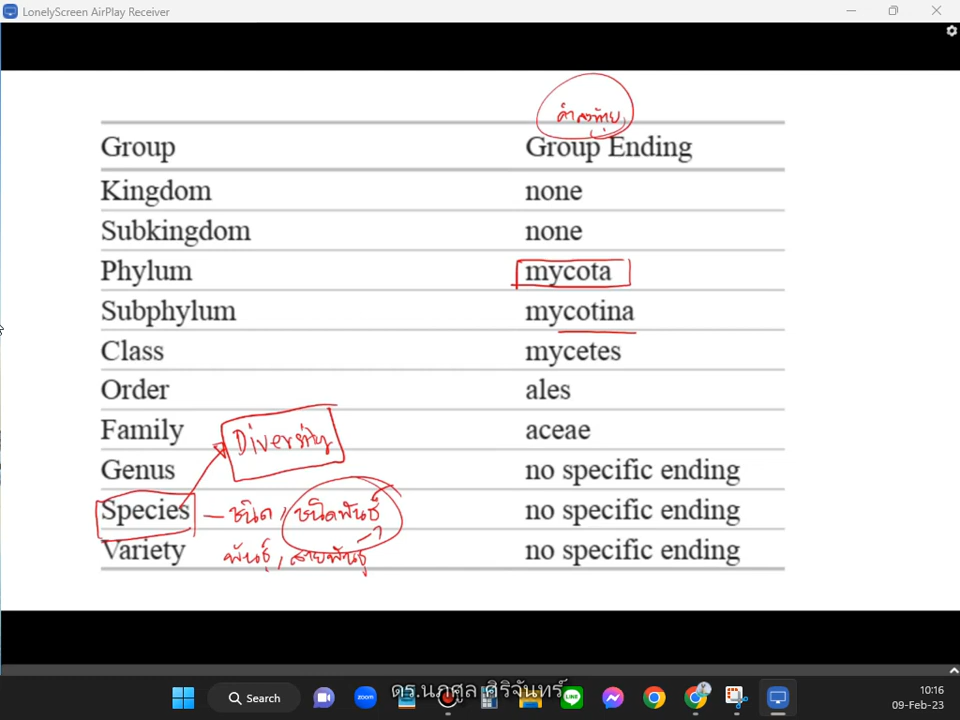 LonelyScreen AirPlay Receiver
คำลงท้าย
Group Group Ending
Kingdom none
Subkingdom none
Phylum mycota
Subphylum mycotina
Class mycetes
Order ales
Family aceae
Diversity
Genus no specific ending
Species – ชนิด, ชนิดพันธุ์ no specific ending
– ?
Variety พันธุ์, สายพันธุ์ no specific ending
ดร.นภศูล ศิริจันทร์
Search
zoom
10:16
09-Feb-23